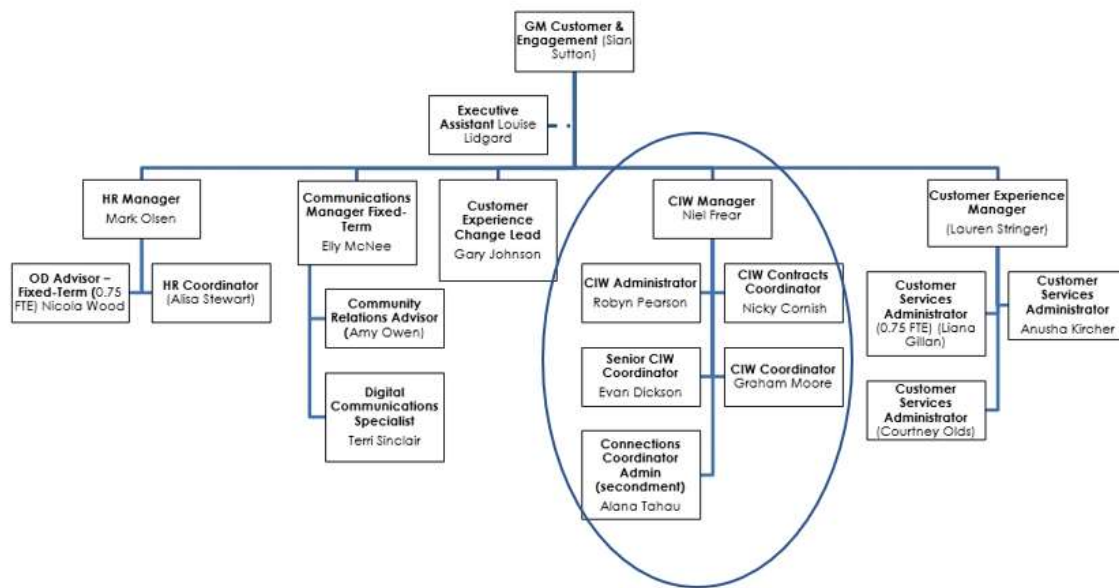 GM Customer &
Engagement (Sian
Sutton)
Executive
Assistant Louise
Lidgard
HR Manager
Mark Olsen
Communications
Manager Fixed-
Term
Elly McNee
Customer
Experience
Change Lead
Gary Johnson
CIW Manager
Niel Frear
Customer Experience
Manager
(Lauren Stringer)
OD Advisor –
Fixed-Term (0.75
FTE) Nicola Wood
HR Coordinator
(Alisa Stewart)
Community
Relations Advisor
(Amy Owen)
Digital
Communications
Specialist
Terri Sinclair
CIW Administrator
Robyn Pearson
CIW Contracts
Coordinator
Nicky Cornish
Senior CIW
Coordinator
Evan Dickson
CIW Coordinator
Graham Moore
Connections
Coordinator
Admin
(secondment)
Alana Tahau
Customer
Services
Administrator
(0.75 FTE) (Liana
Gillan)
Customer
Services
Administrator
Anusha Kircher
Customer
Services
Administrator
(Courtney Olds)